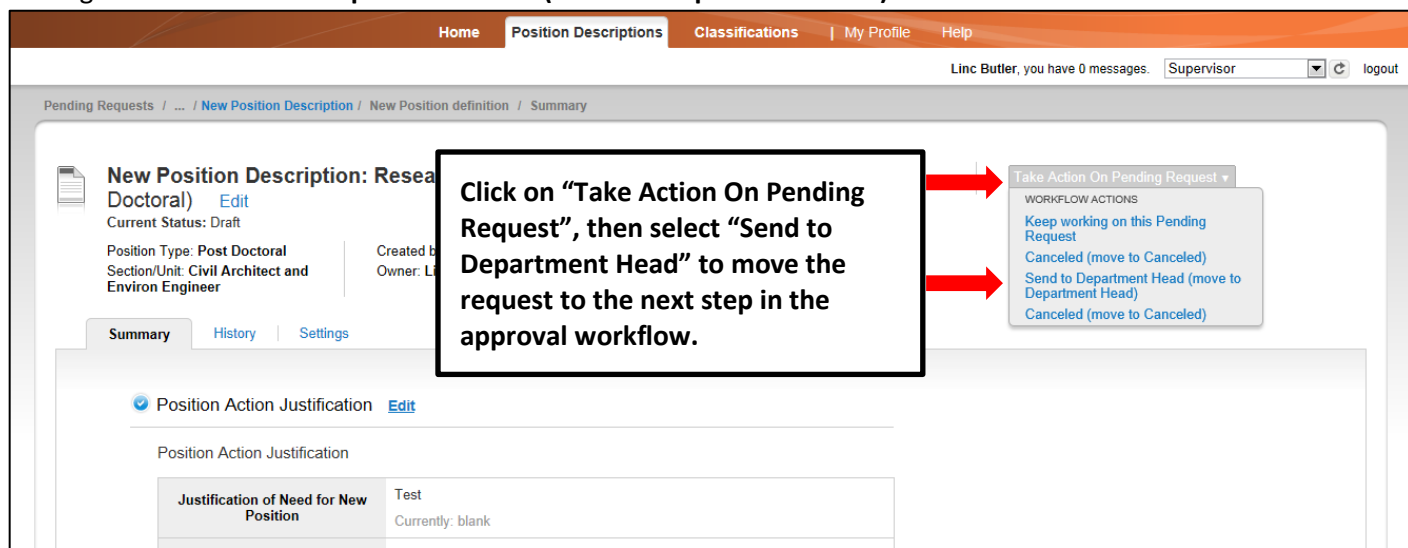 Home Position Descriptions Classifications | My Profile Help
Linc Butler, you have 0 messages. Supervisor logout
Pending Requests / ... / New Position Description / New Position definition / Summary
New Position Description: Resea
Doctoral) Edit
Current Status: Draft
Position Type: Post Doctoral
Section/Unit: Civil Architect and
Environ Engineer
Created b
Owner: Li
Click on “Take Action On Pending
Request”, then select “Send to
Department Head” to move the
request to the next step in the
approval workflow.
Take Action On Pending Request ▾
WORKFLOW ACTIONS
Keep working on this Pending
Request
Canceled (move to Canceled)
Send to Department Head (move to
Department Head)
Canceled (move to Canceled)
Summary History Settings
Position Action Justification Edit
Position Action Justification
Justification of Need for New
Position
Test
Currently: blank